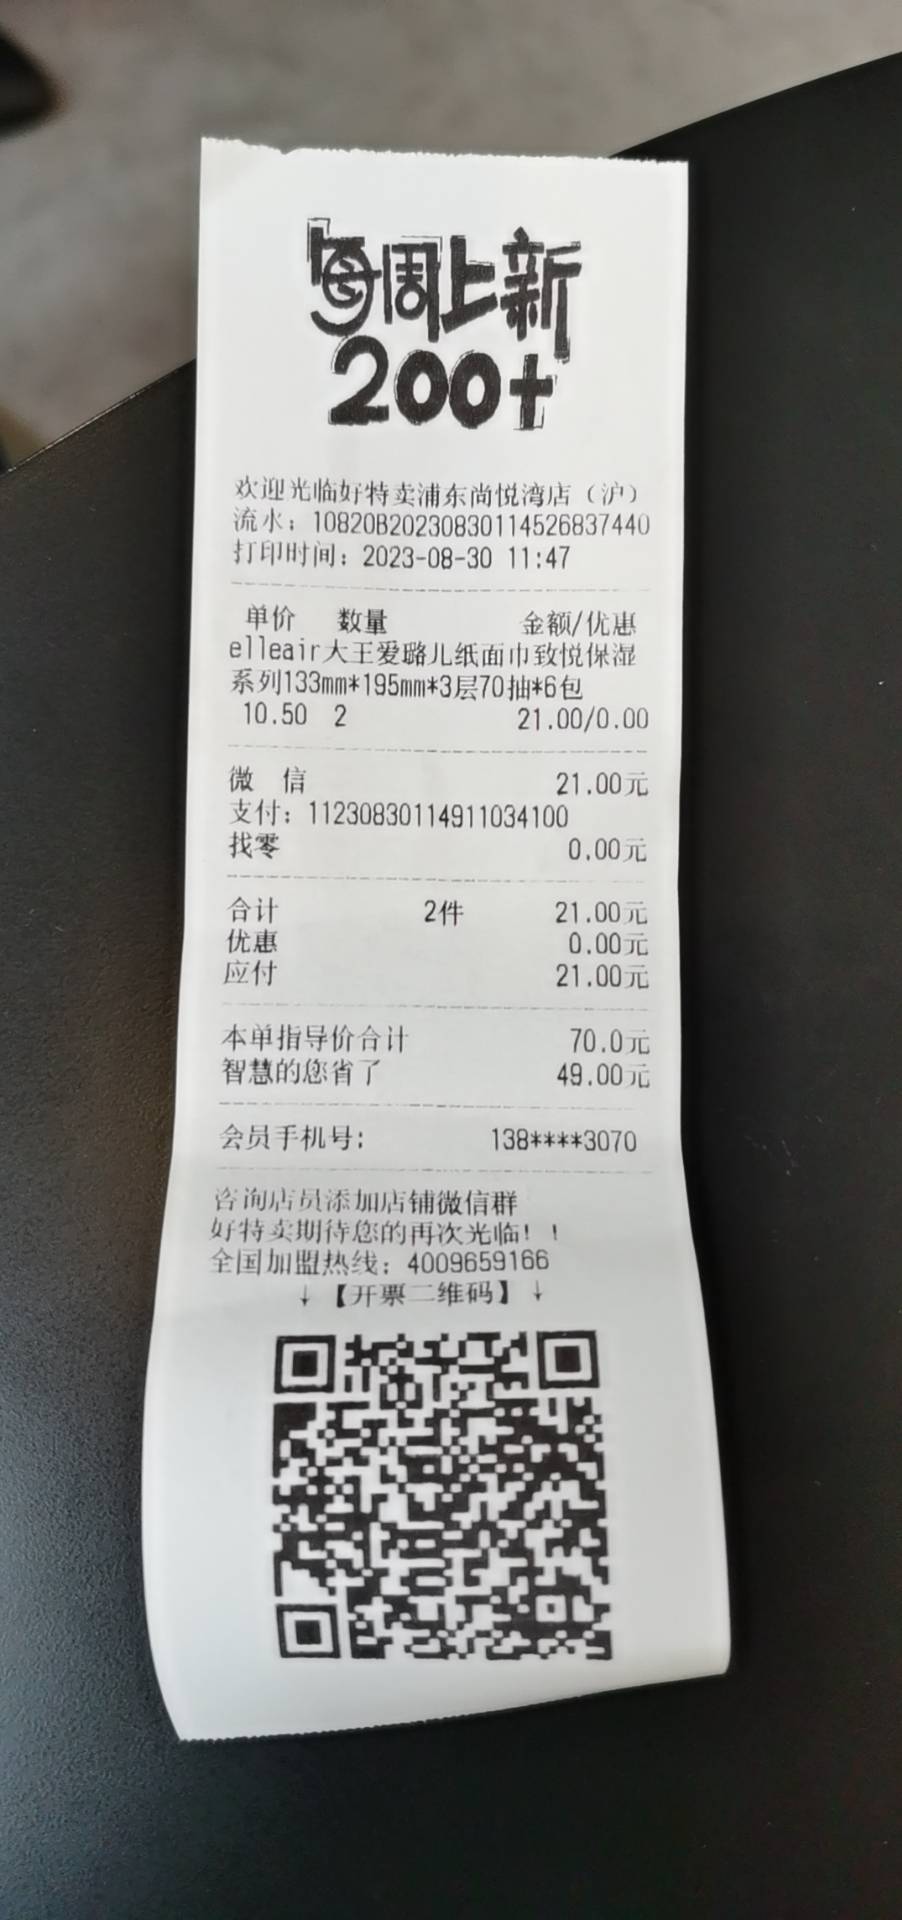 每周上新
200+
欢迎光临好特卖浦东尚悦湾店（沪）
流水：10820B20230830114526837440
打印时间：2023-08-30 11:47
单价 数量 金额/优惠
elleair大王爱璐儿纸面巾致悦保湿
系列133mm*195mm*3层70抽*6包
10.50 2 21.00/0.00
微 信 21.00元
支付：11230830114911034100
找零 0.00元
合计 2件 21.00元
优惠 0.00元
应付 21.00元
本单指导价合计 70.0元
智慧的您省了 49.00元
会员手机号： 138****3070
咨询店员添加店铺微信群
好特卖期待您的再次光临！！
全国加盟热线：4009659166
↓【开票二维码】↓